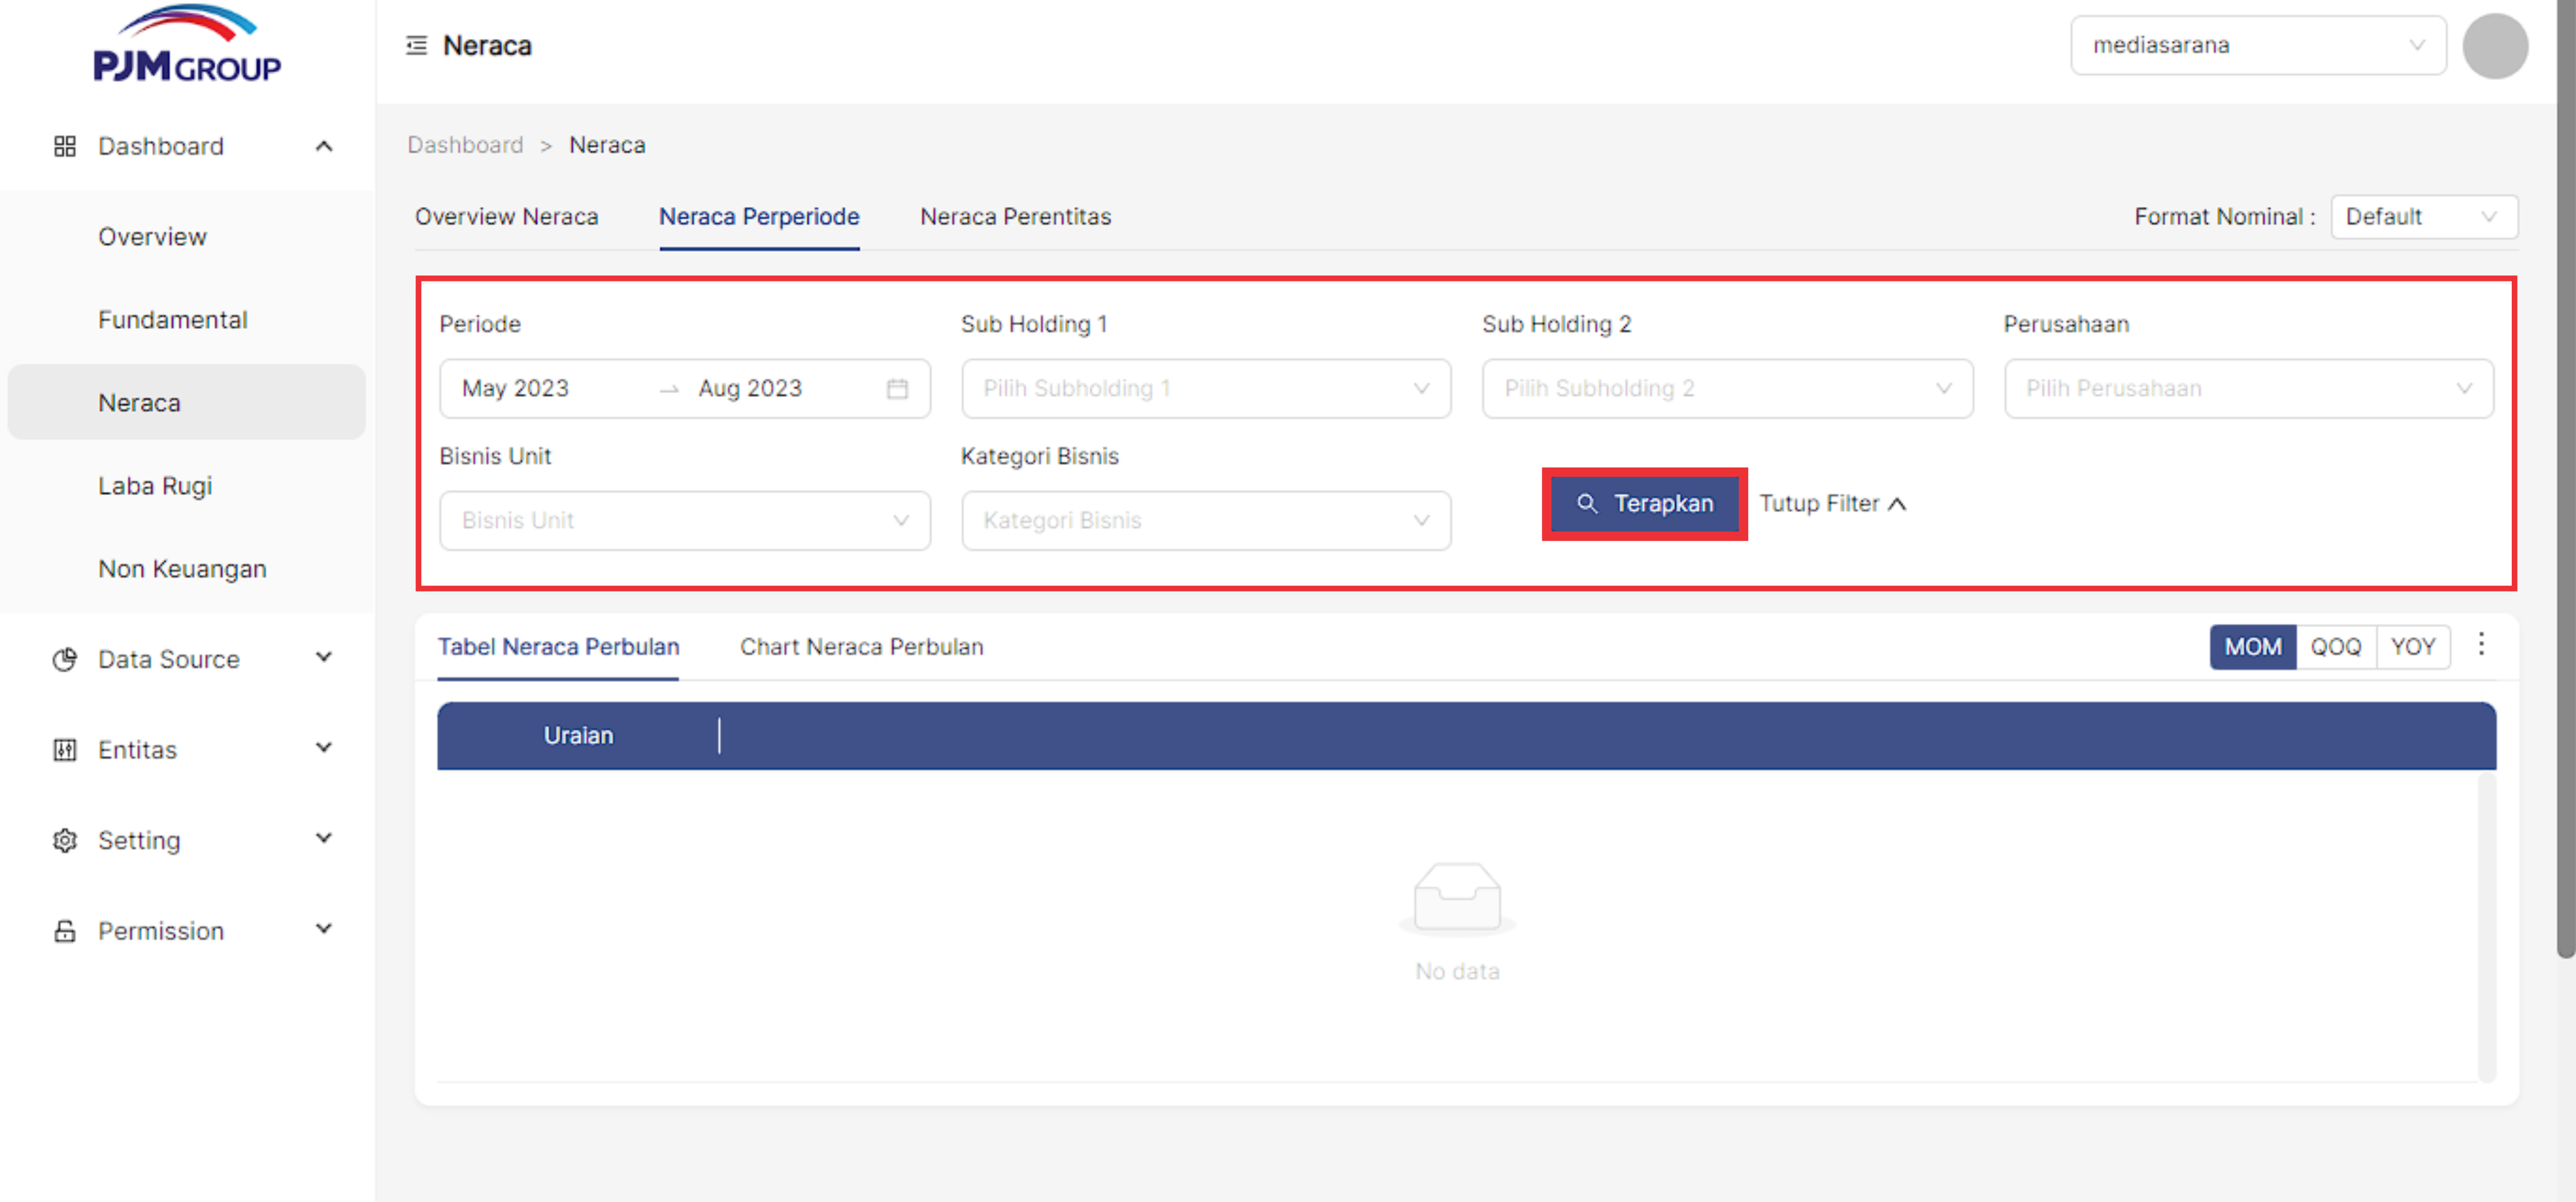 PJM GROUP
Neraca
mediasarana
Dashboard
Overview
Fundamental
Neraca
Laba Rugi
Non Keuangan
Data Source
Entitas
Setting
Permission
Dashboard > Neraca
Overview Neraca Neraca Perperiode Neraca Perentitas
Format Nominal : Default
Periode Sub Holding 1 Sub Holding 2 Perusahaan
May 2023 → Aug 2023 Pilih Subholding 1 Pilih Subholding 2 Pilih Perusahaan
Bisnis Unit Kategori Bisnis
Bisnis Unit Kategori Bisnis
Terapkan Tutup Filter
Tabel Neraca Perbulan Chart Neraca Perbulan
MOM QOQ YOY
Uraian
No data